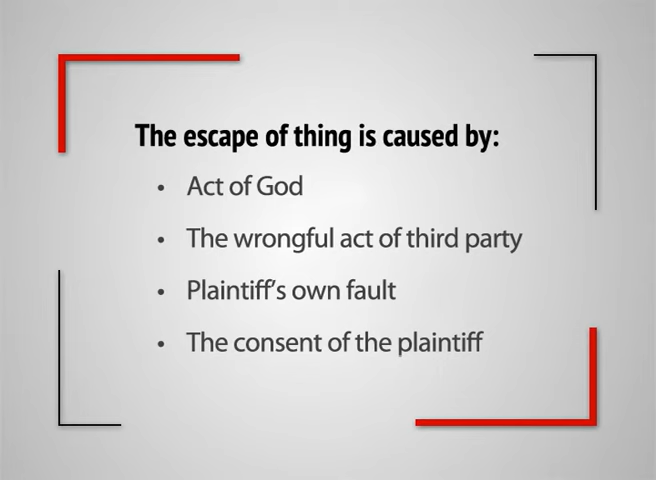 The escape of thing is caused by:
• Act of God
• The wrongful act of third party
• Plaintiff's own fault
• The consent of the plaintiff